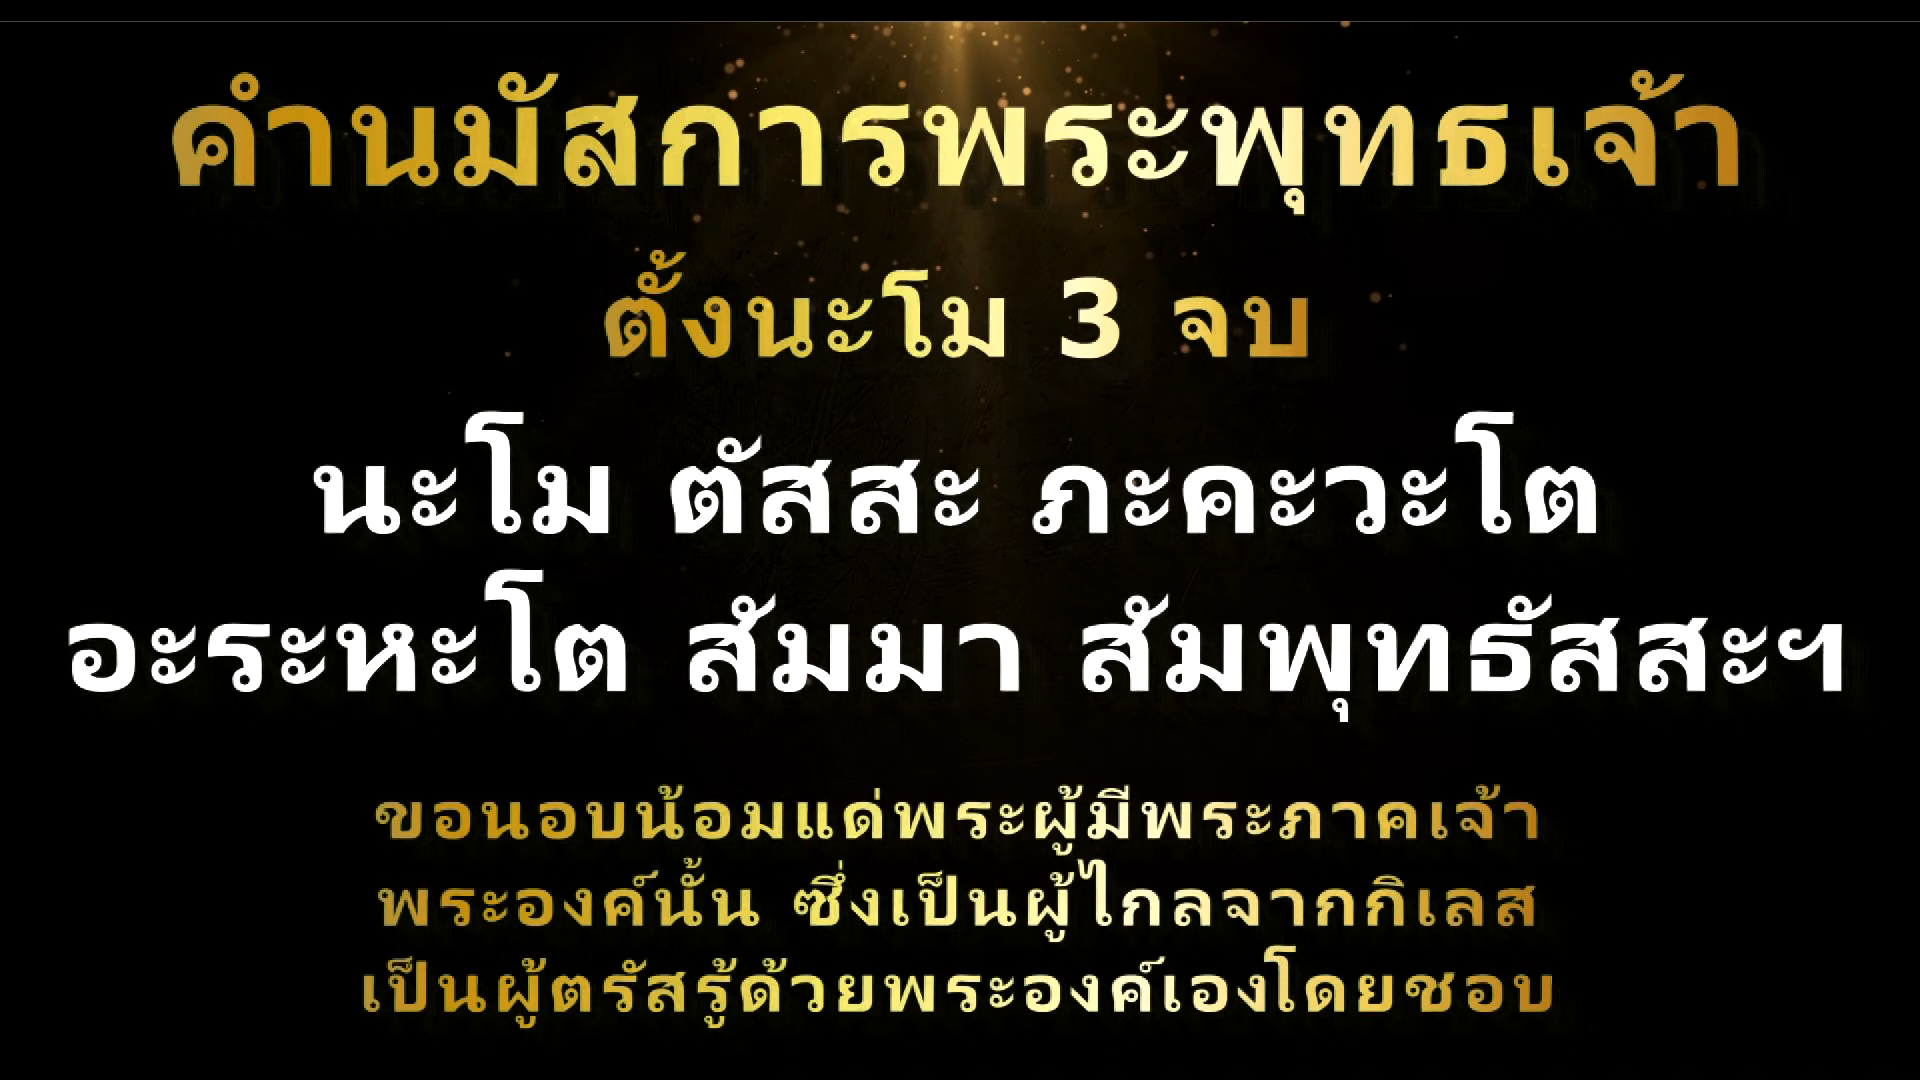 คำนมัสการพระพุทธเจ้า
ตั้งนะโม 3 จบ
นะโม ตัสสะ ภะคะวะโต
อะระหะโต สัมมา สัมพุทธัสสะฯ
ขอนอบน้อมแด่พระผู้มีพระภาคเจ้า
พระองค์นั้น ซึ่งเป็นผู้ไกลจากกิเลส
เป็นผู้ตรัสรู้ด้วยพระองค์เองโดยชอบ